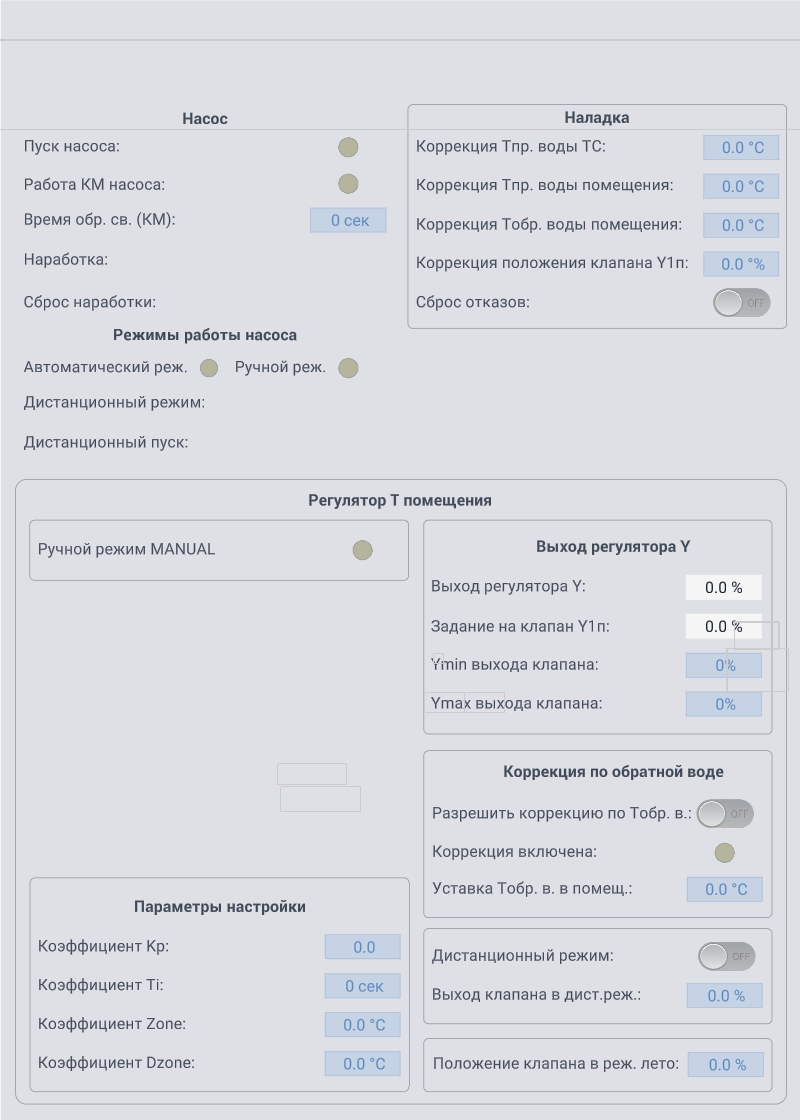 Насос
Пуск насоса:
Работа КМ насоса:
Время обр. св. (КМ): 0 сек
Наработка:
Сброс наработки:
Режимы работы насоса
Автоматический реж. Ручной реж.
Дистанционный режим:
Дистанционный пуск:
Наладка
Коррекция Тпр. воды ТС: 0.0 °C
Коррекция Тпр. воды помещения: 0.0 °C
Коррекция Тобр. воды помещения: 0.0 °C
Коррекция положения клапана Y1п: 0.0 °%
Сброс отказов: OFF
Регулятор Т помещения
Ручной режим MANUAL
Параметры настройки
Коэффициент Kp: 0.0
Коэффициент Ti: 0 сек
Коэффициент Zone: 0.0 °C
Коэффициент Dzone: 0.0 °C
Выход регулятора Y
Выход регулятора Y: 0.0 %
Задание на клапан Y1п: 0.0 %
Ymin выхода клапана: 0%
Ymax выхода клапана: 0%
Коррекция по обратной воде
Разрешить коррекцию по Тобр. в.: OFF
Коррекция включена:
Уставка Тобр. в. в помещ.: 0.0 °C
Дистанционный режим: OFF
Выход клапана в дист.реж.: 0.0 %
Положение клапана в реж. лето: 0.0 %